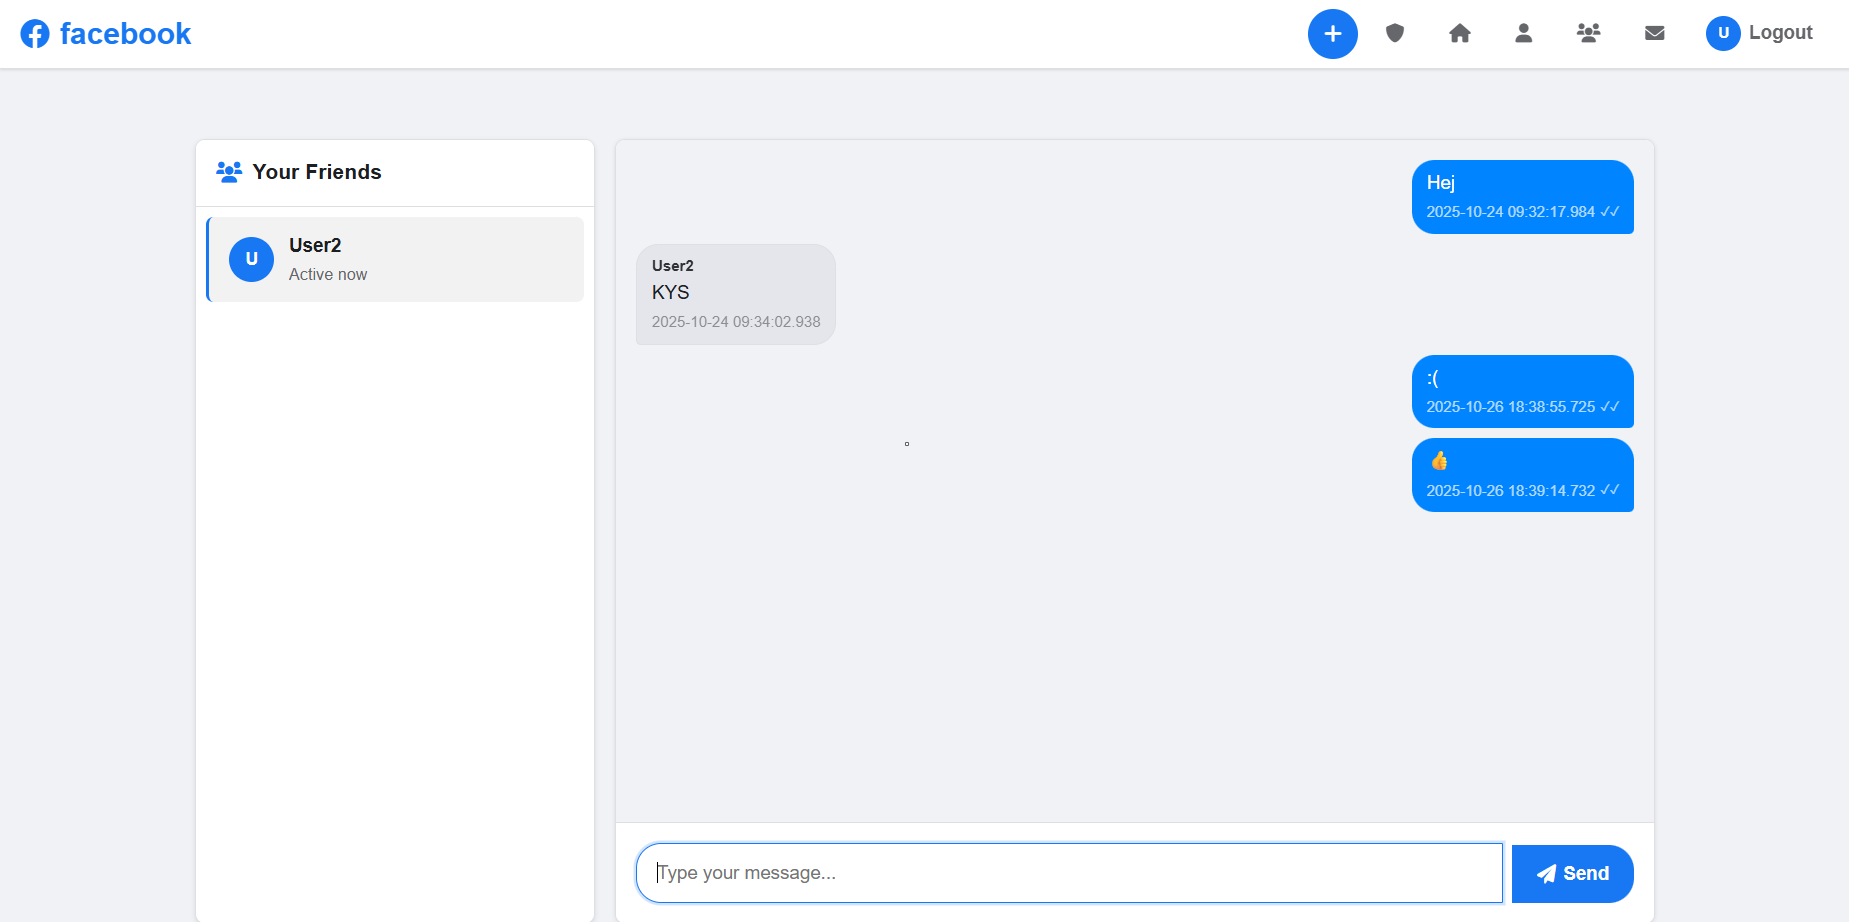 facebook
U Logout
Your Friends
U
User2
Active now
Hej
2025-10-24 09:32:17.984 ✓✓
User2
KYS
2025-10-24 09:34:02.938
:(
2025-10-26 18:38:55.725 ✓✓
👍
2025-10-26 18:39:14.732 ✓✓
Type your message...
Send